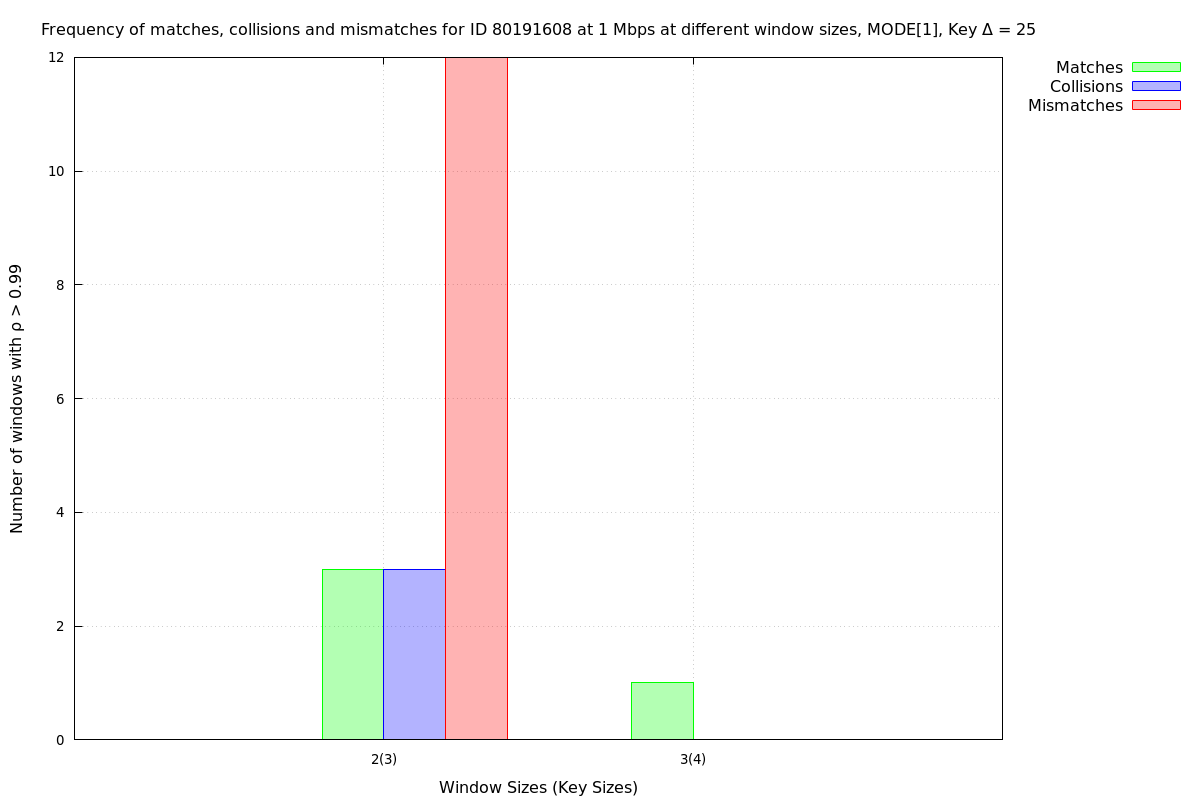 Frequency of matches, collisions and mismatches for ID 80191608 at 1 Mbps at different window sizes, MODE[1], Key Δ = 25
Matches
Collisions
Mismatches
Number of windows with ρ > 0.99
12
10
8
6
4
2
0
2(3)
3(4)
Window Sizes (Key Sizes)